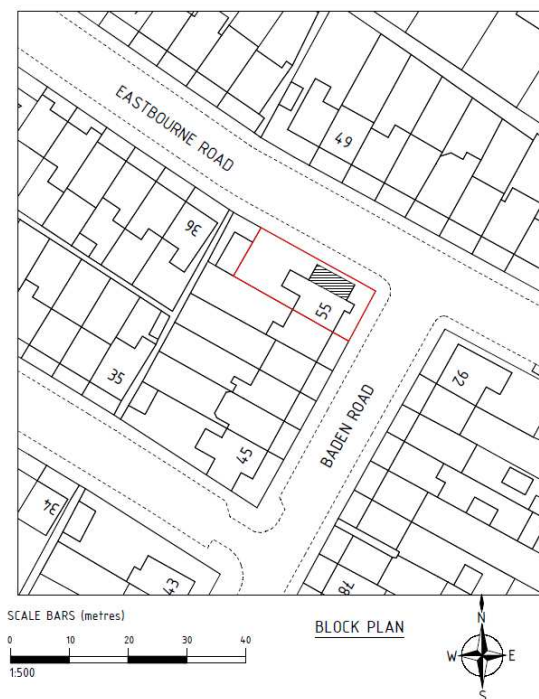 EASTBOURNE ROAD
49
36
55
35
92
BADEN ROAD
45
34
43
78
SCALE BARS (metres)
0 10 20 30 40
1:500
BLOCK PLAN
N
W E
S